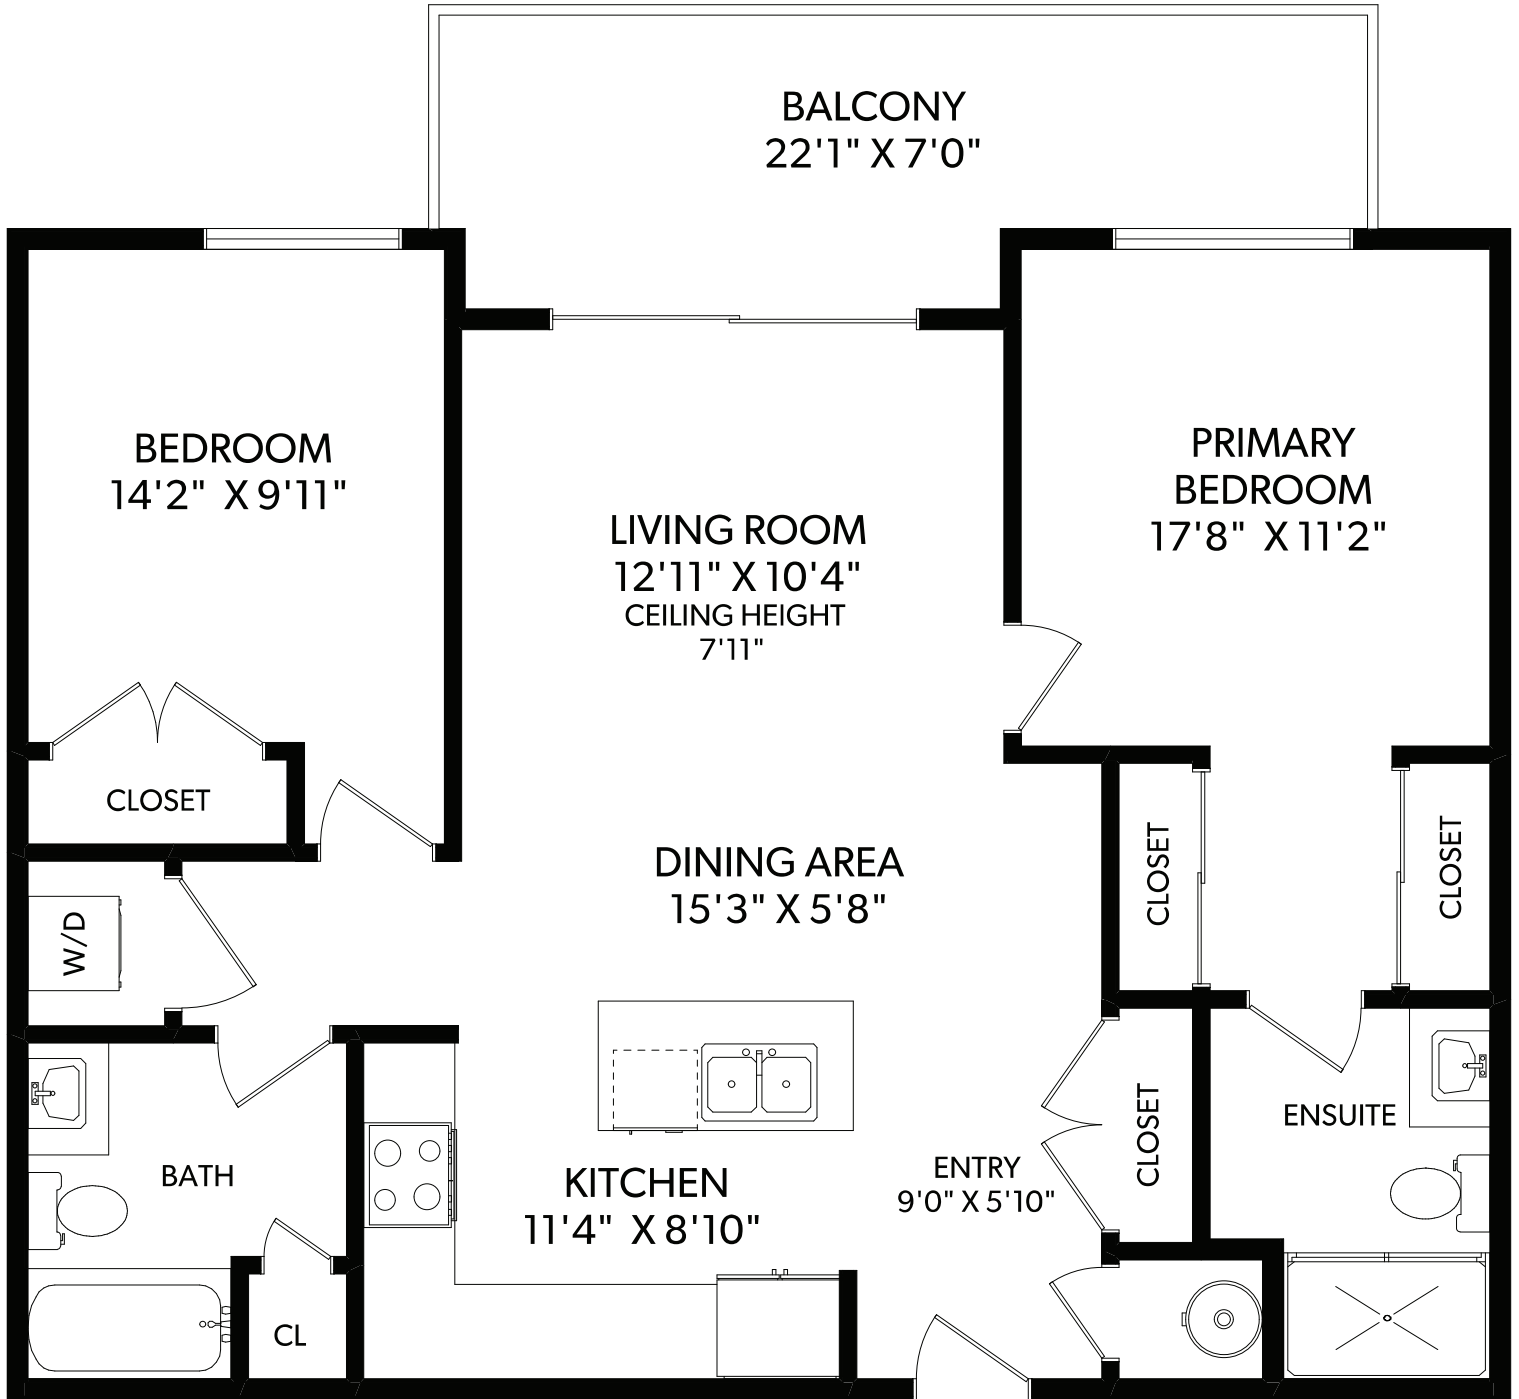 BALCONY
22'1" X 7'0"
BEDROOM
14'2" X 9'11"
PRIMARY
BEDROOM
17'8" X 11'2"
LIVING ROOM
12'11" X 10'4"
CEILING HEIGHT
7'11"
CLOSET
DINING AREA
15'3" X 5'8"
CLOSET
CLOSET
W/D
BATH
KITCHEN
11'4" X 8'10"
ENTRY
9'0" X 5'10"
CLOSET
ENSUITE
CL